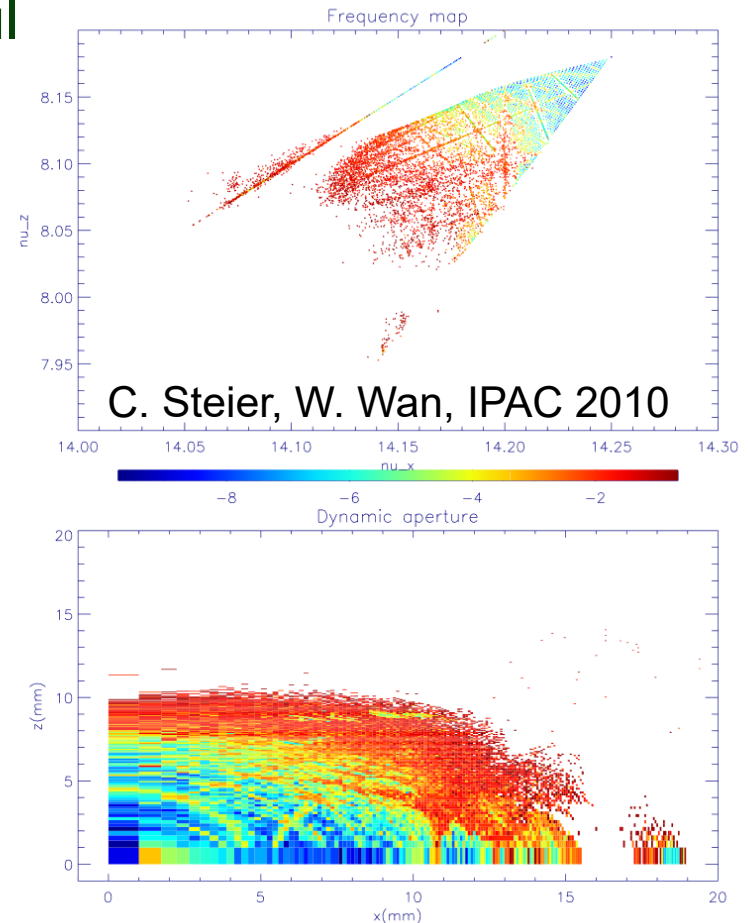 Frequency map
8.15
8.10
8.05
8.00
7.95
nu_z
C. Steier, W. Wan, IPAC 2010
14.00 14.05 14.10 14.15 14.20 14.25 14.30
nu_x
-8 -6 -4 -2
Dynamic aperture
20
15
10
5
0
z(mm)
0 5 10 15 20
x(mm)